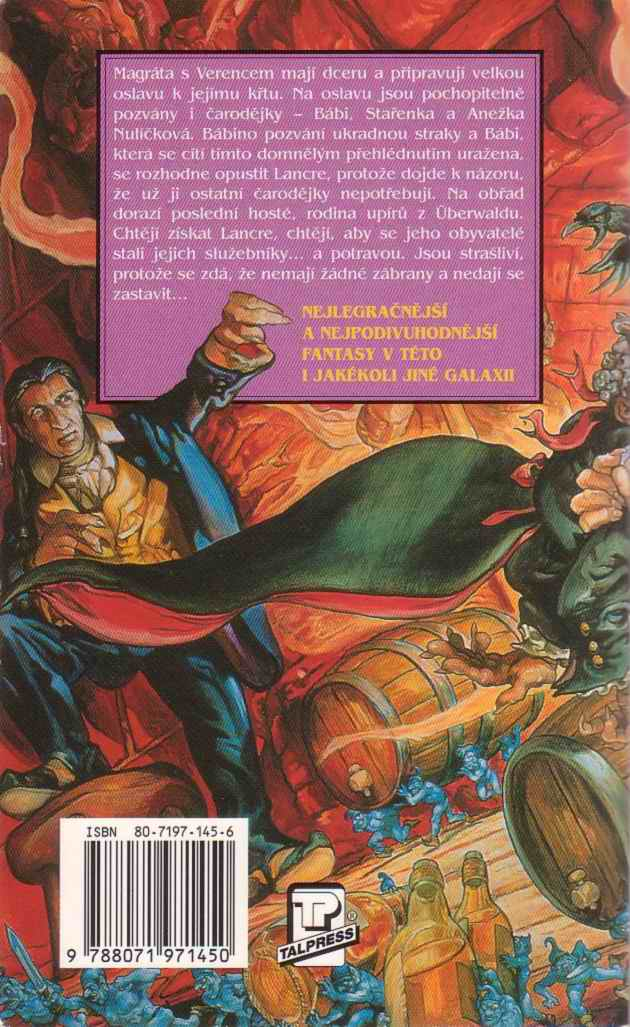 Magráta s Verencem mají dceru a připravují velkou
oslavu k jejímu křtu. Na oslavu jsou pochopitelně
pozvány i čarodějky – Bábi, Stařenka a Anežka
Nulíčková. Bábino pozvání ukradnou straky a Bábi,
která se cítí tímto domnělým přehlédnutím uražena,
se rozhodne opustit Lancre, protože dojde k názoru,
že už ji ostatní čarodějky nepotřebují. Na obřad
dorazí poslední hosté, rodina upírů z Überwaldu.
Chtějí získat Lancre, chtějí, aby se jeho obyvatelé
stali jejich služebníky... a potravou. Jsou strašliví,
protože se zdá, že nemají žádné zábrany a nedají se
zastavit...
NEJLEGRAČNĚJŠÍ
A NEJPODIVUHODNĚJŠÍ
FANTASY V TÉTO
I JAKÉKOLI JINÉ GALAXII
ISBN 80-7197-145-6
9 788071 971450
TP
TALPRESS
®